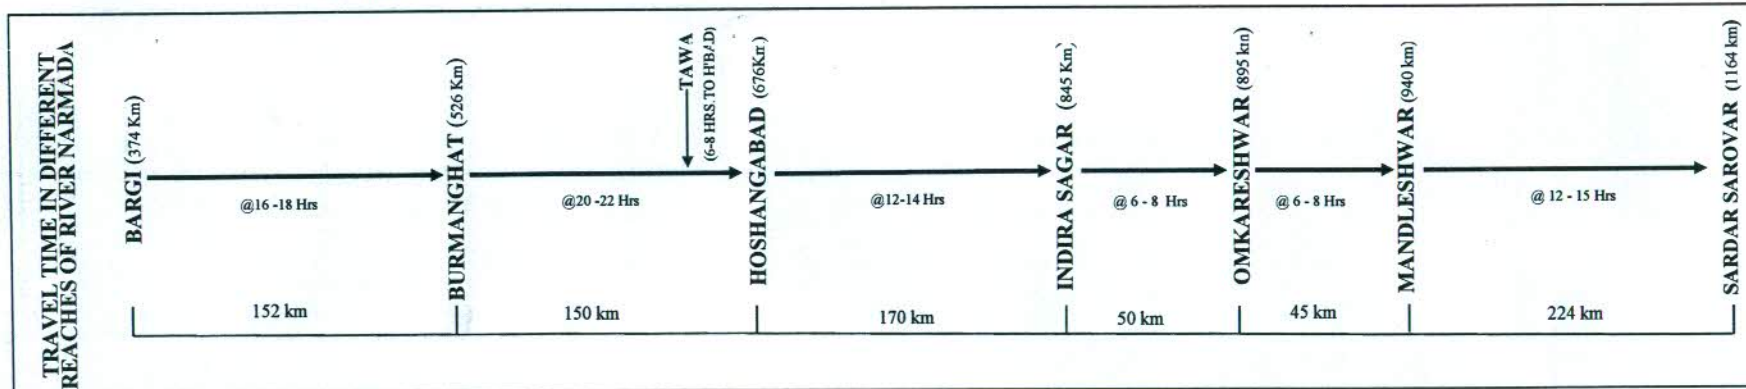 TRAVEL TIME IN DIFFERENT
REACHES OF RIVER NARMADA
BARGI (374 Km)
@16 -18 Hrs
BURMANGHAT (526 Km)
@20 -22 Hrs
TAWA
(6-8 HRS.TO H'BAD)
HOSHANGABAD (676Km)
@12-14 Hrs
INDIRA SAGAR (845 Km)
@ 6 - 8 Hrs
OMKARESHWAR (895 km)
@ 6 - 8 Hrs
MANDLESHWAR (940 km)
@ 12 - 15 Hrs
SARDAR SAROVAR (1164 km)
152 km
150 km
170 km
50 km
45 km
224 km